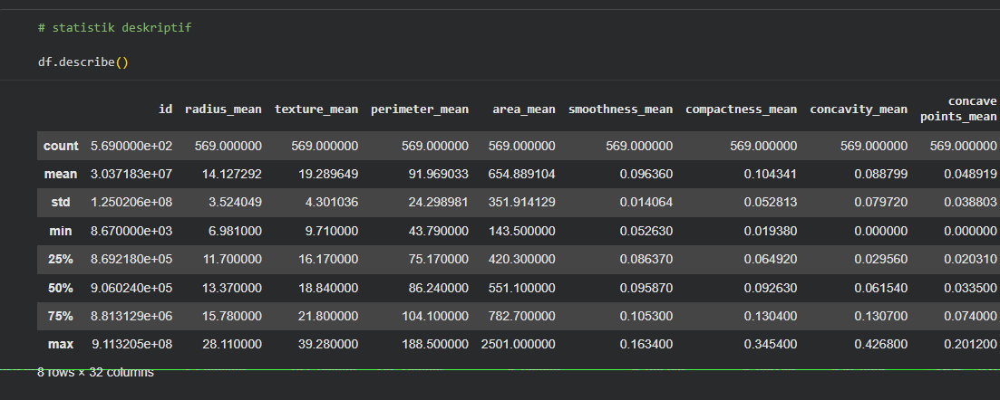 # statistik deskriptif
df.describe()
id radius_mean texture_mean perimeter_mean area_mean smoothness_mean compactness_mean concavity_mean concave points_mean
count 5.690000e+02 569.000000 569.000000 569.000000 569.000000 569.000000 569.000000 569.000000 569.000000
mean 3.037183e+07 14.127292 19.289649 91.969033 654.889104 0.096360 0.104341 0.088799 0.048919
std 1.250206e+08 3.524049 4.301036 24.298981 351.914129 0.014064 0.052813 0.079720 0.038803
min 8.670000e+03 6.981000 9.710000 43.790000 143.500000 0.052630 0.019380 0.000000 0.000000
25% 8.692180e+05 11.700000 16.170000 75.170000 420.300000 0.086370 0.064920 0.029560 0.020310
50% 9.060240e+05 13.370000 18.840000 86.240000 551.100000 0.095870 0.092630 0.061540 0.033500
75% 8.813129e+06 15.780000 21.800000 104.100000 782.700000 0.105300 0.130400 0.130700 0.074000
max 9.113205e+08 28.110000 39.280000 188.500000 2501.000000 0.163400 0.345400 0.426800 0.201200
8 rows × 32 columns